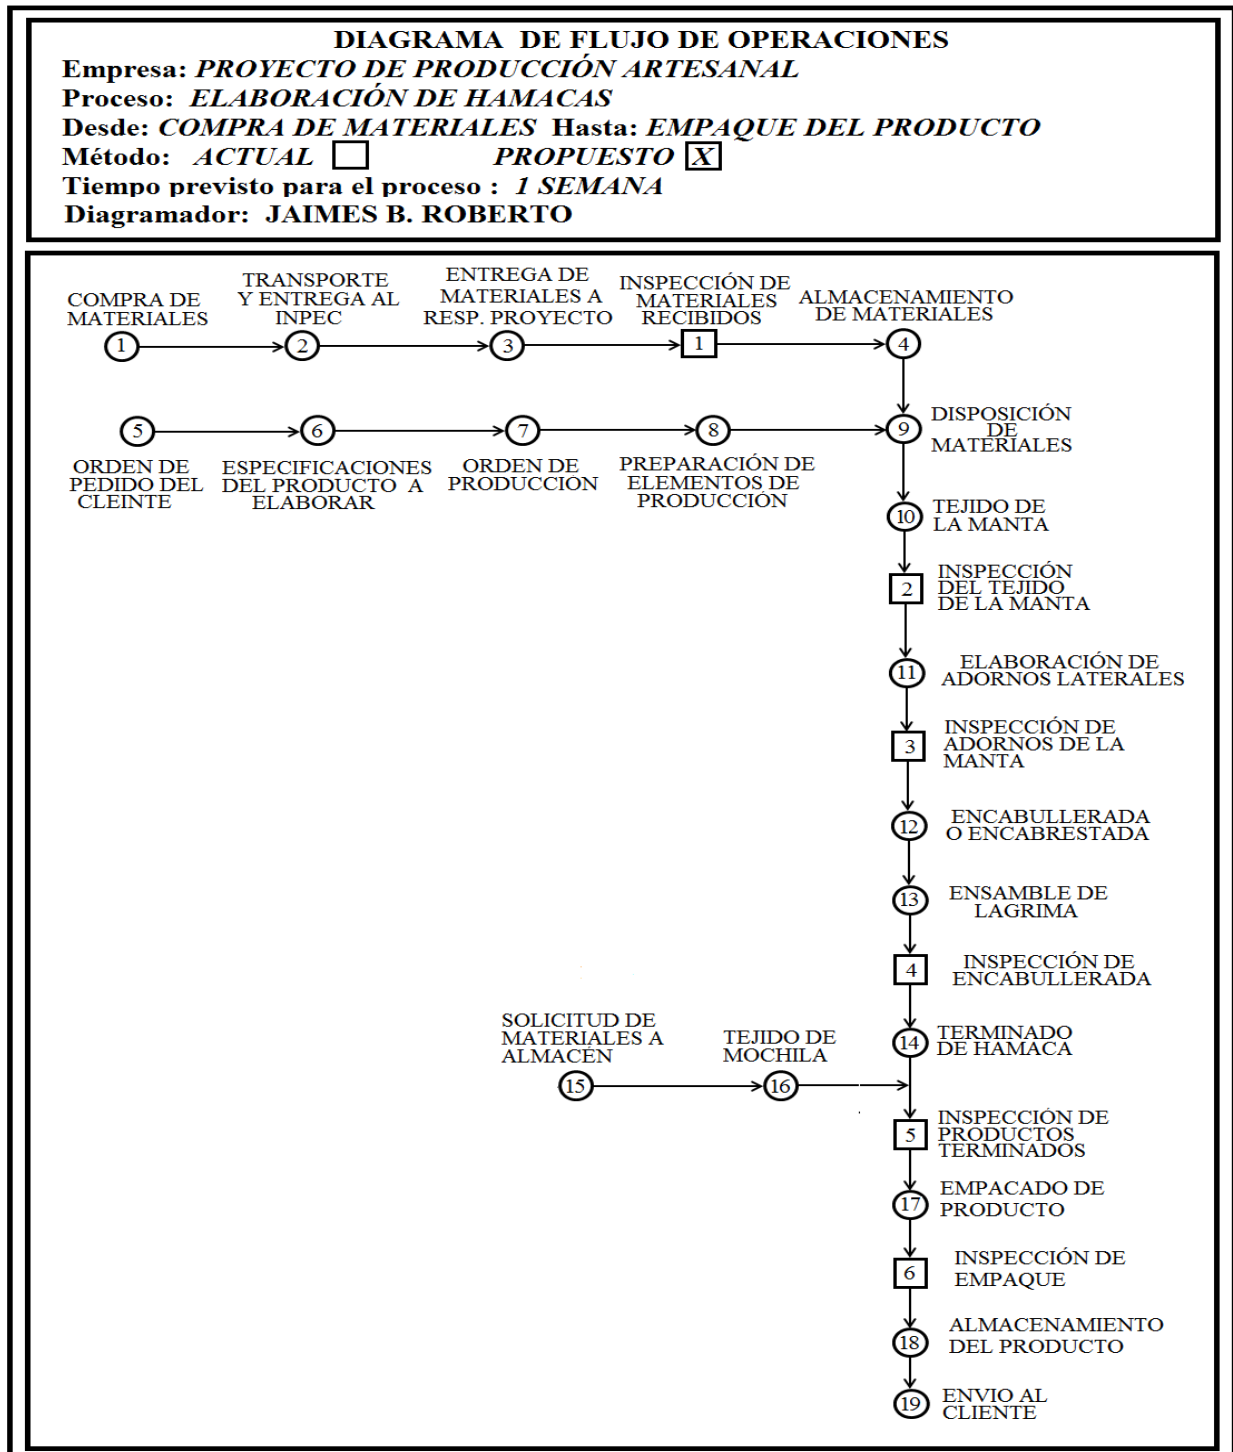 DIAGRAMA DE FLUJO DE OPERACIONES
Empresa: PROYECTO DE PRODUCCIÓN ARTESANAL
Proceso: ELABORACIÓN DE HAMACAS
Desde: COMPRA DE MATERIALES Hasta: EMPAQUE DEL PRODUCTO
Método: ACTUAL PROPUESTO X
Tiempo previsto para el proceso : 1 SEMANA
Diagramador: JAIMES B. ROBERTO
COMPRA DE
MATERIALES
1
TRANSPORTE
Y ENTREGA AL
INPEC
2
ENTREGA DE
MATERIALES A
RESP. PROYECTO
3
INSPECCIÓN DE
MATERIALES
RECIBIDOS
1
ALMACENAMIENTO
DE MATERIALES
4
5
ORDEN DE
PEDIDO DEL
CLEINTE
6
ESPECIFICACIONES
DEL PRODUCTO A
ELABORAR
7
ORDEN DE
PRODUCCION
8
PREPARACIÓN DE
ELEMENTOS DE
PRODUCCIÓN
9
DISPOSICIÓN
DE
MATERIALES
10
TEJIDO DE
LA MANTA
2
INSPECCIÓN
DEL TEJIDO
DE LA MANTA
11
ELABORACIÓN DE
ADORNOS LATERALES
3
INSPECCIÓN DE
ADORNOS DE LA
MANTA
12
ENCABULLERADA
O ENCABRESTADA
13
ENSAMBLE DE
LAGRIMA
4
INSPECCIÓN DE
ENCABULLERADA
14
TERMINADO
DE HAMACA
SOLICITUD DE
MATERIALES A
ALMACÉN
15
TEJIDO DE
MOCHILA
16
5
INSPECCIÓN DE
PRODUCTOS
TERMINADOS
17
EMPACADO DE
PRODUCTO
6
INSPECCIÓN DE
EMPAQUE
18
ALMACENAMIENTO
DEL PRODUCTO
19
ENVIO AL
CLIENTE